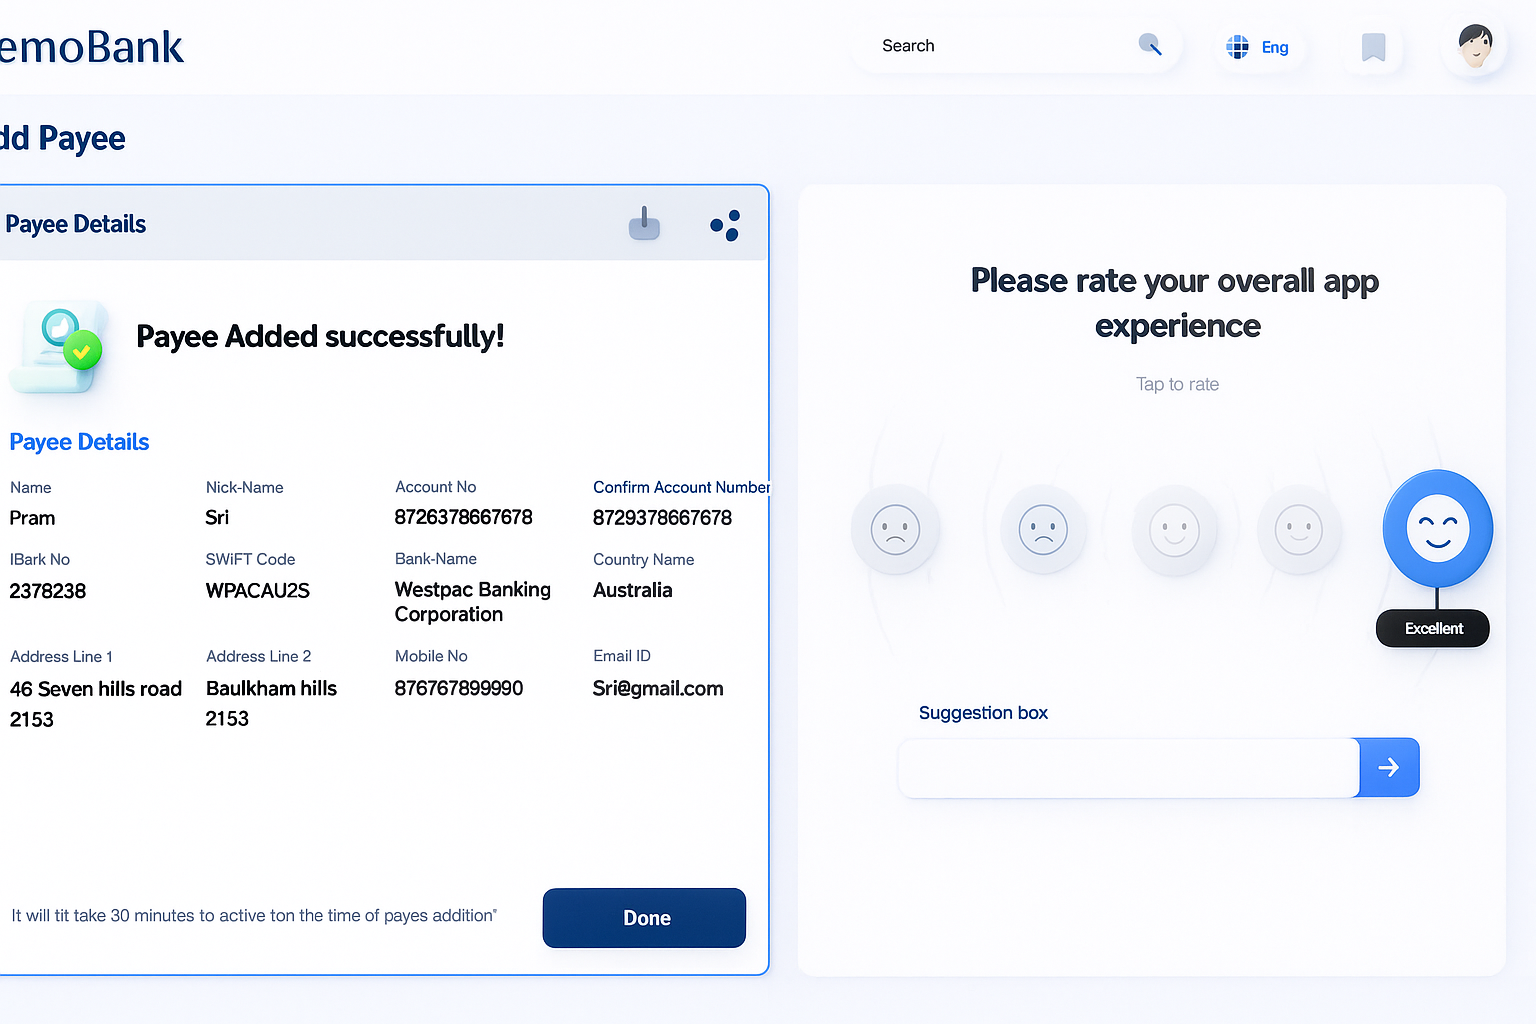 emoBank
Search
Eng
dd Payee
Payee Details
Payee Added successfully!
Payee Details
Name
Nick-Name
Account No
Confirm Account Number
Pram
Sri
8726378667678
8729378667678
IBark No
SWiFT Code
Bank-Name
Country Name
2378238
WPACAU2S
Westpac Banking
Corporation
Australia
Address Line 1
Address Line 2
Mobile No
Email ID
46 Seven hills road
2153
Baulkham hills
2153
876767899990
Sri@gmail.com
It will tit take 30 minutes to active ton the time of payes addition*
Done
Please rate your overall app
experience
Tap to rate
Excellent
Suggestion box